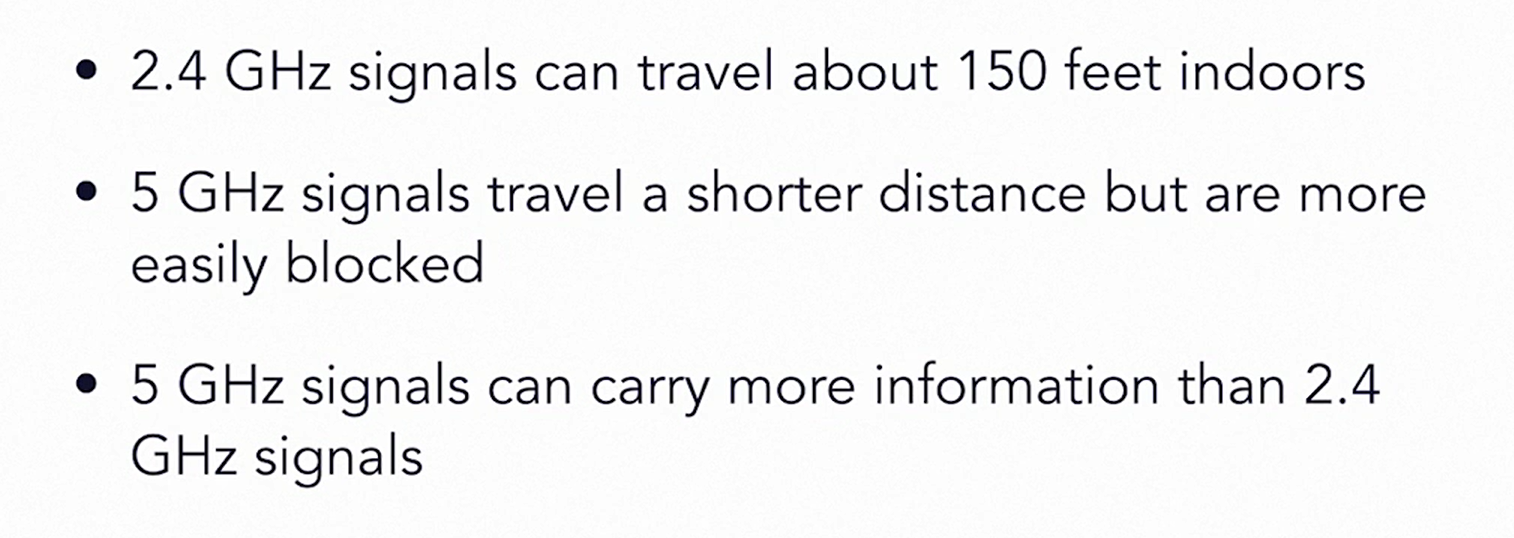 • 2.4 GHz signals can travel about 150 feet indoors
• 5 GHz signals travel a shorter distance but are more
easily blocked
• 5 GHz signals can carry more information than 2.4
GHz signals